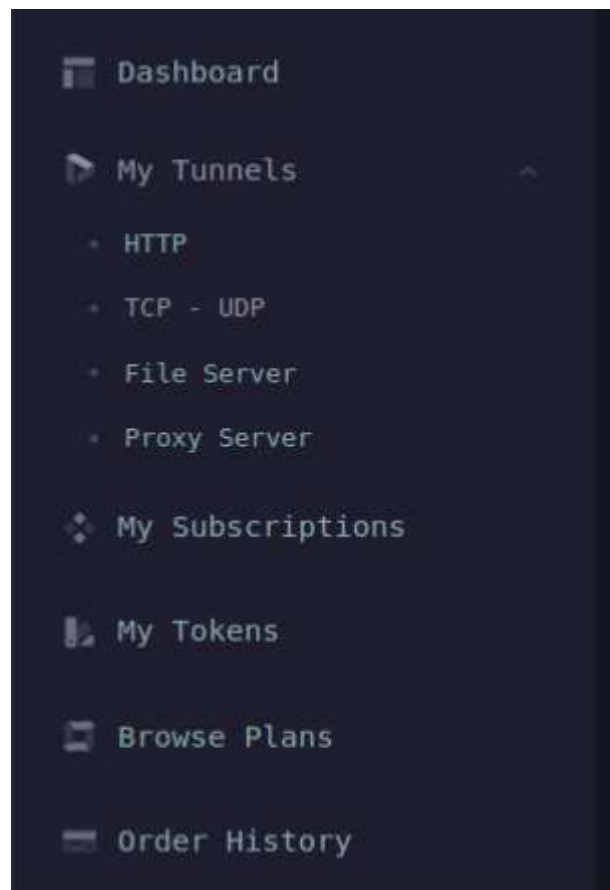 Dashboard
My Tunnels
HTTP
TCP - UDP
File Server
Proxy Server
My Subscriptions
My Tokens
Browse Plans
Order History